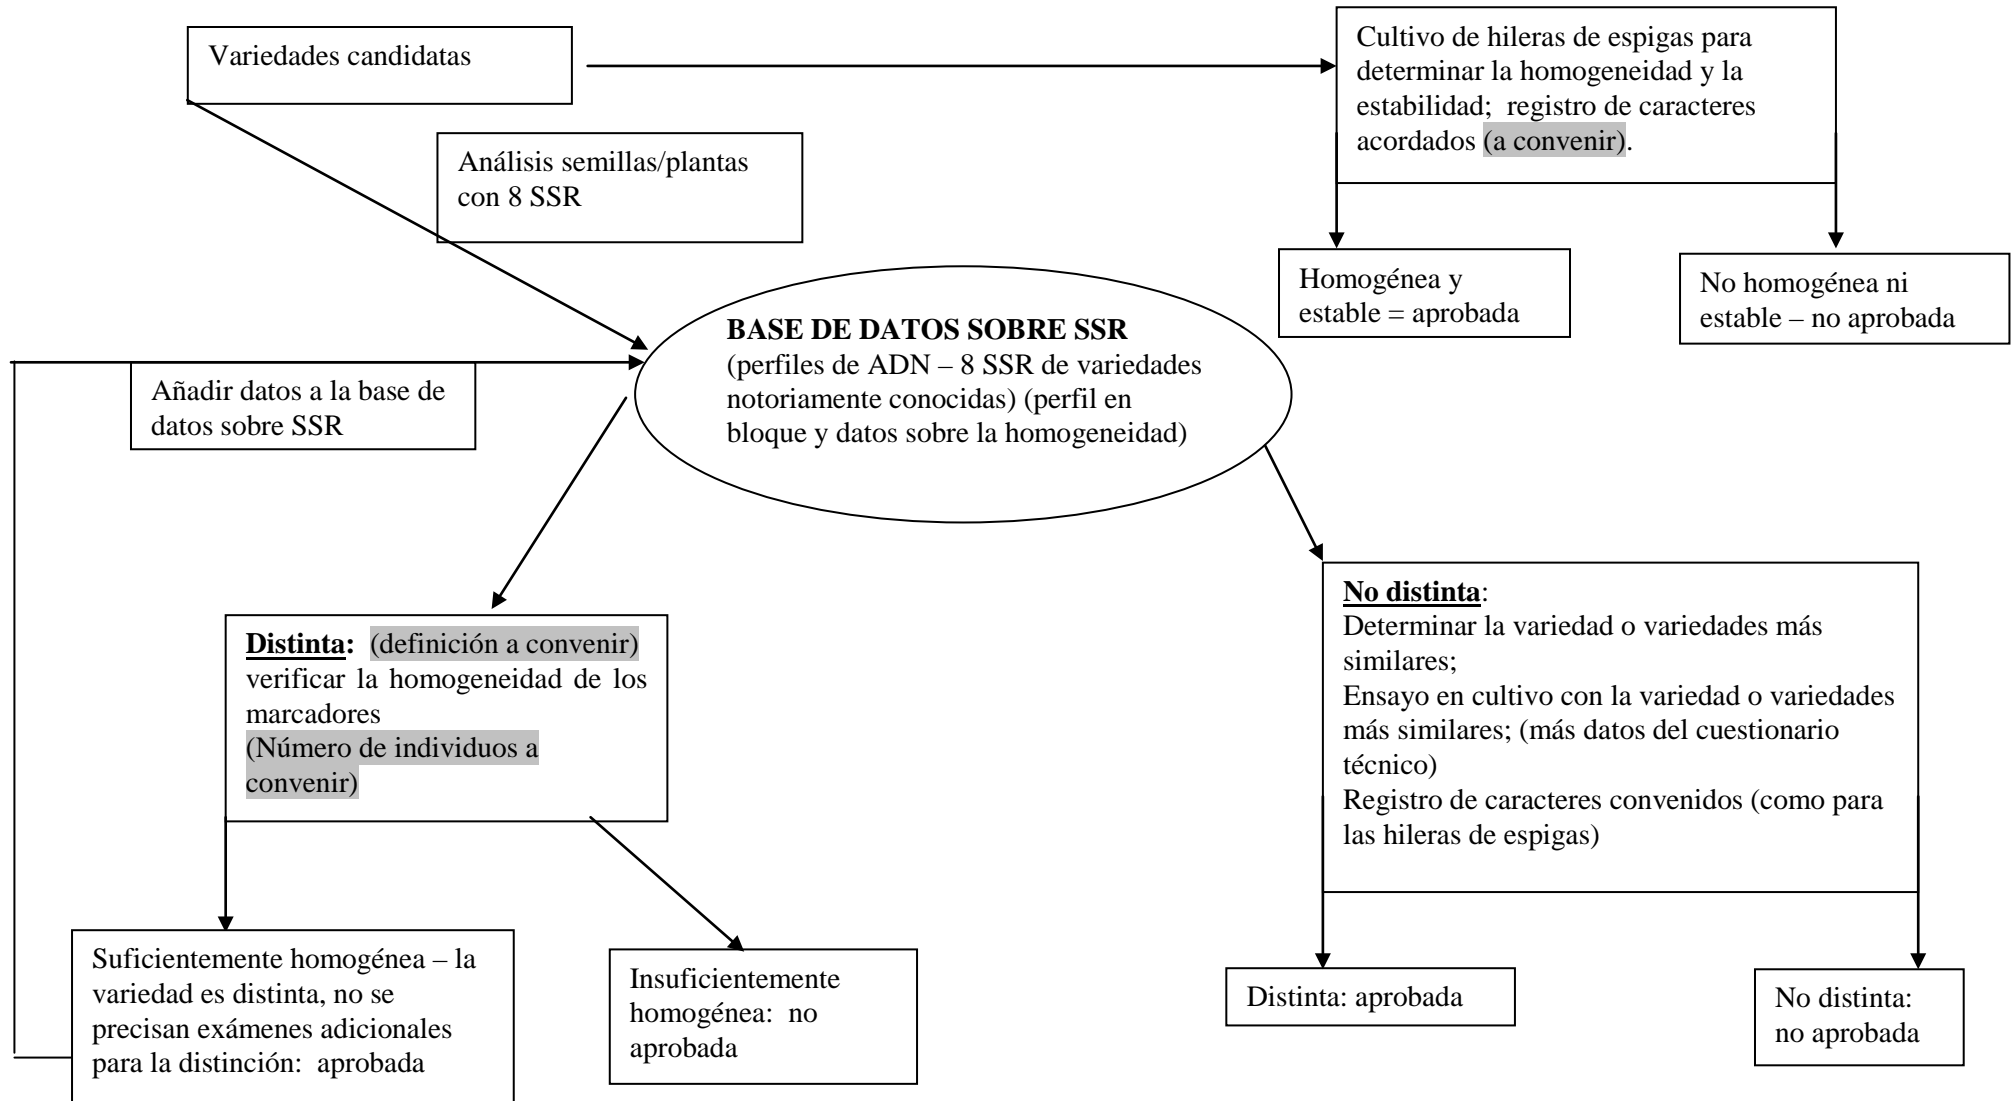 Variedades candidatas
Cultivo de hileras de espigas para
determinar la homogeneidad y la
estabilidad;  registro de caracteres
acordados (a convenir).
Análisis semillas/plantas
con 8 SSR
Homogénea y
estable = aprobada
No homogénea ni
estable – no aprobada
BASE DE DATOS SOBRE SSR
(perfiles de ADN – 8 SSR de variedades
notoriamente conocidas) (perfil en
bloque y datos sobre la homogeneidad)
Añadir datos a la base de
datos sobre SSR
Distinta:  (definición a convenir)
verificar la homogeneidad de los
marcadores
(Número de individuos a
convenir)
No distinta:
Determinar la variedad o variedades más
similares;
Ensayo en cultivo con la variedad o variedades
más similares; (más datos del cuestionario
técnico)
Registro de caracteres convenidos (como para
las hileras de espigas)
Suficientemente homogénea – la
variedad es distinta, no se
precisan exámenes adicionales
para la distinción:  aprobada
Insuficientemente
homogénea:  no
aprobada
Distinta: aprobada
No distinta:
no aprobada